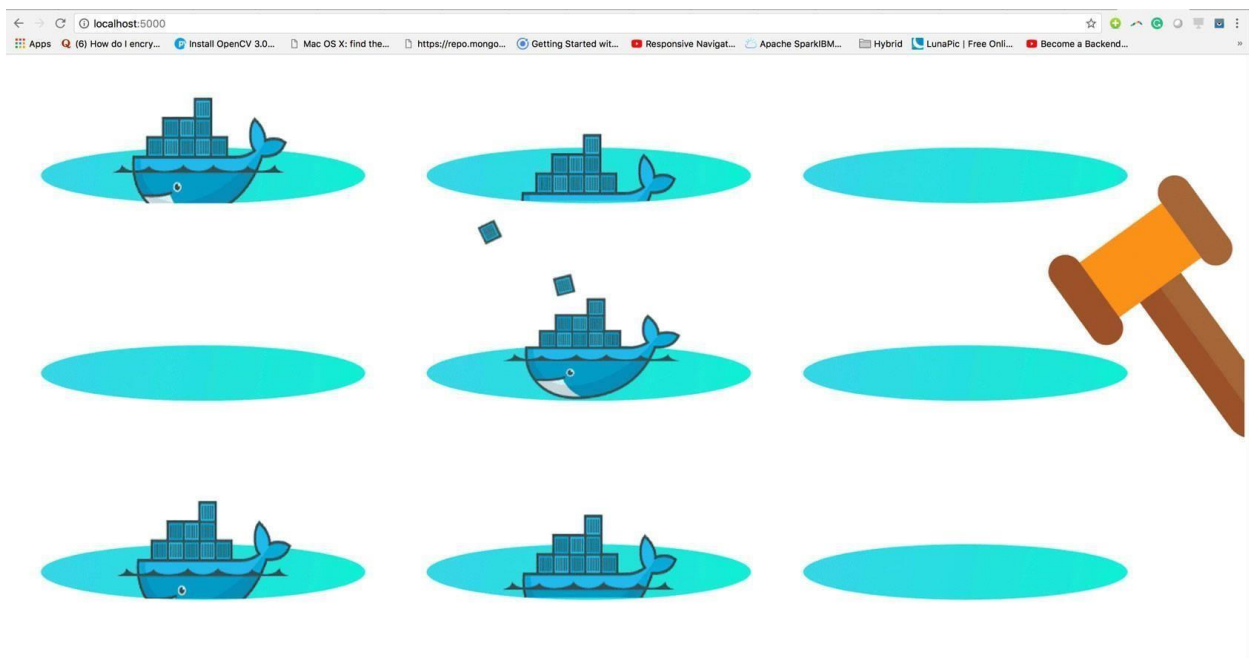 localhost:5000
Apps (6) How do I encry... Install OpenCV 3.0... Mac OS X: find the... https://repo.mongo... Getting Started wit... Responsive Navigat... Apache SparkIBM... Hybrid LunaPic | Free Onli... Become a Backend... »